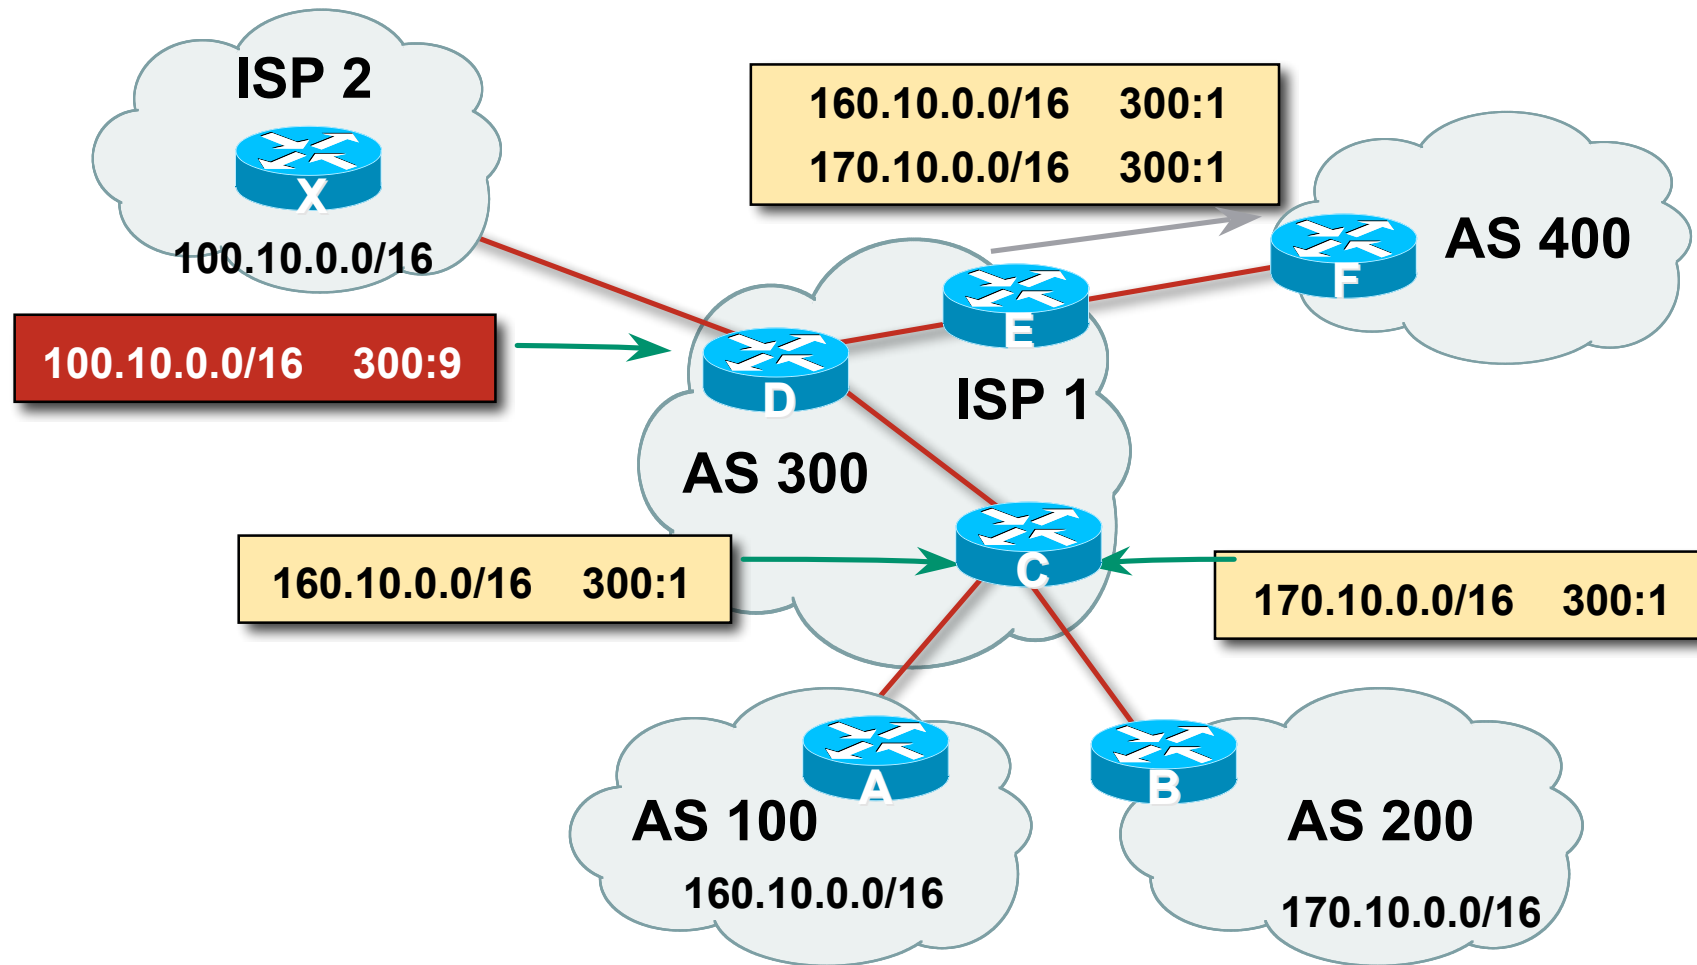 ISP 2
X
100.10.0.0/16
160.10.0.0/16 300:1
170.10.0.0/16 300:1
AS 400
F
E
100.10.0.0/16 300:9
D
ISP 1
AS 300
C
160.10.0.0/16 300:1
170.10.0.0/16 300:1
A
AS 100
160.10.0.0/16
B
AS 200
170.10.0.0/16